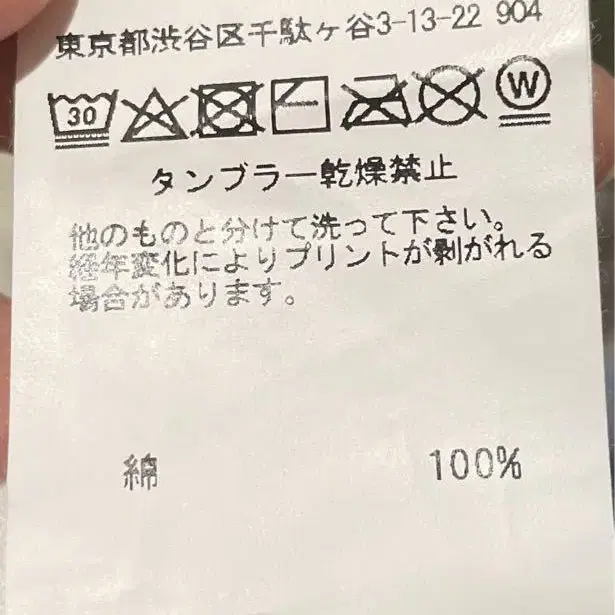 東京都渋谷区千駄ヶ谷3-13-22 904
30 W
タンブラー乾燥禁止
他のものと分けて洗って下さい。
経年変化によりプリントが剥がれる
場合があります。
綿 100%